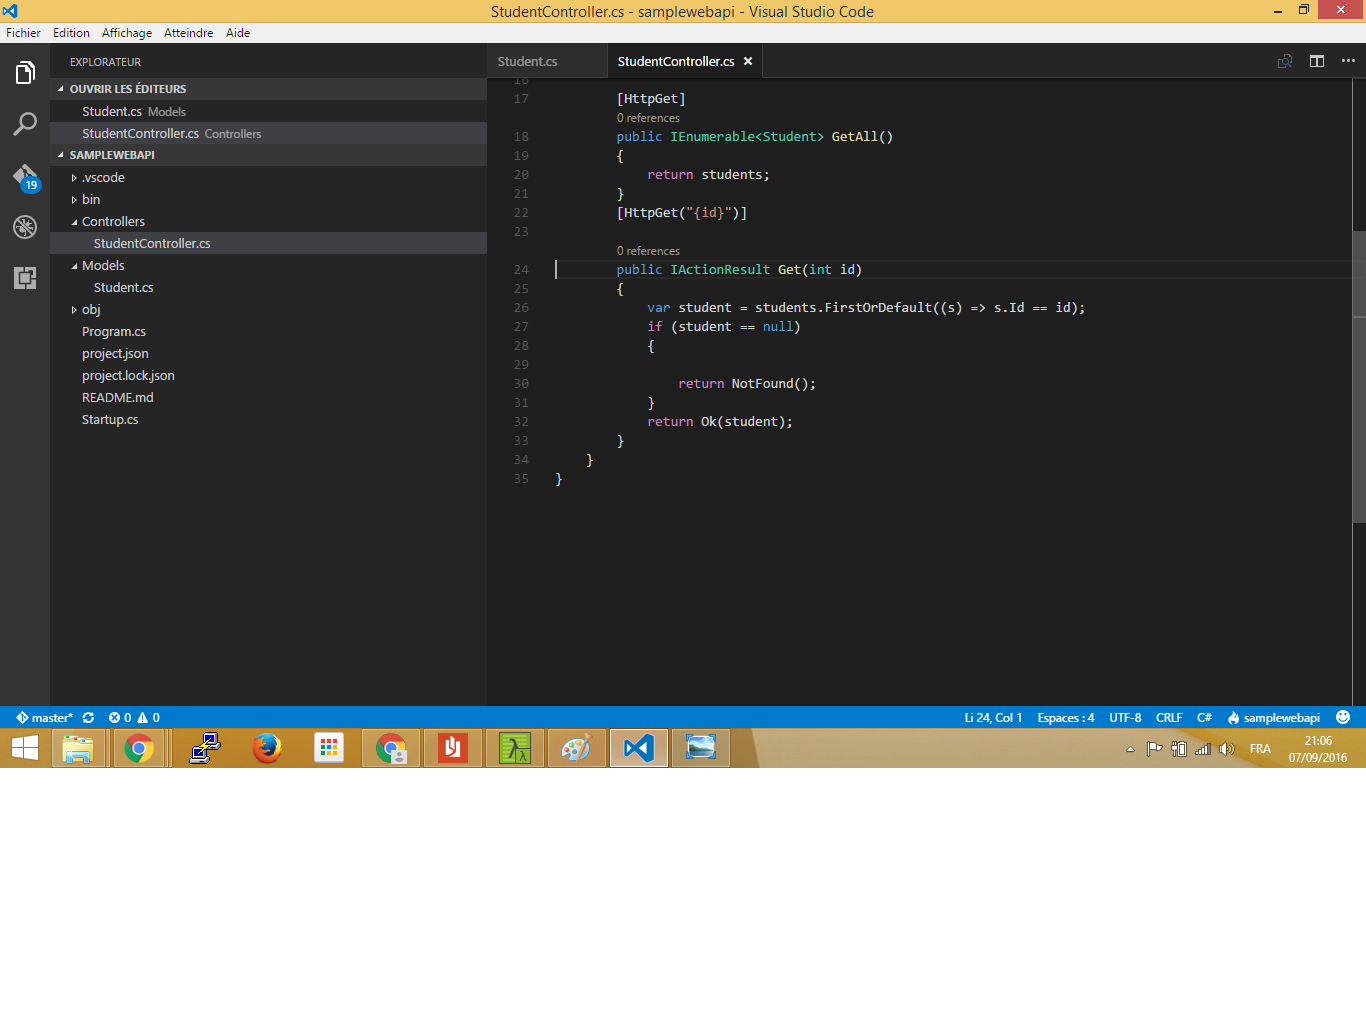 StudentController.cs - samplewebapi - Visual Studio Code
Fichier Edition Affichage Atteindre Aide
EXPLORATEUR
OUVRIR LES ÉDITEURS
Student.cs Models
StudentController.cs Controllers
SAMPLEWEBAPI
.vscode
bin
Controllers
StudentController.cs
Models
Student.cs
obj
Program.cs
project.json
project.lock.json
README.md
Startup.cs
19
Student.cs StudentController.cs
16
17 [HttpGet]
0 references
18 public IEnumerable<Student> GetAll()
19 {
20 return students;
21 }
22 [HttpGet("{id}")]
23
0 references
24 public IActionResult Get(int id)
25 {
26 var student = students.FirstOrDefault((s) => s.Id == id);
27 if (student == null)
28 {
29
30 return NotFound();
31 }
32 return Ok(student);
33 }
34 }
35 }
master* 0 0 Li 24, Col 1 Espaces : 4 UTF-8 CRLF C# samplewebapi
FRA
21:06
07/09/2016